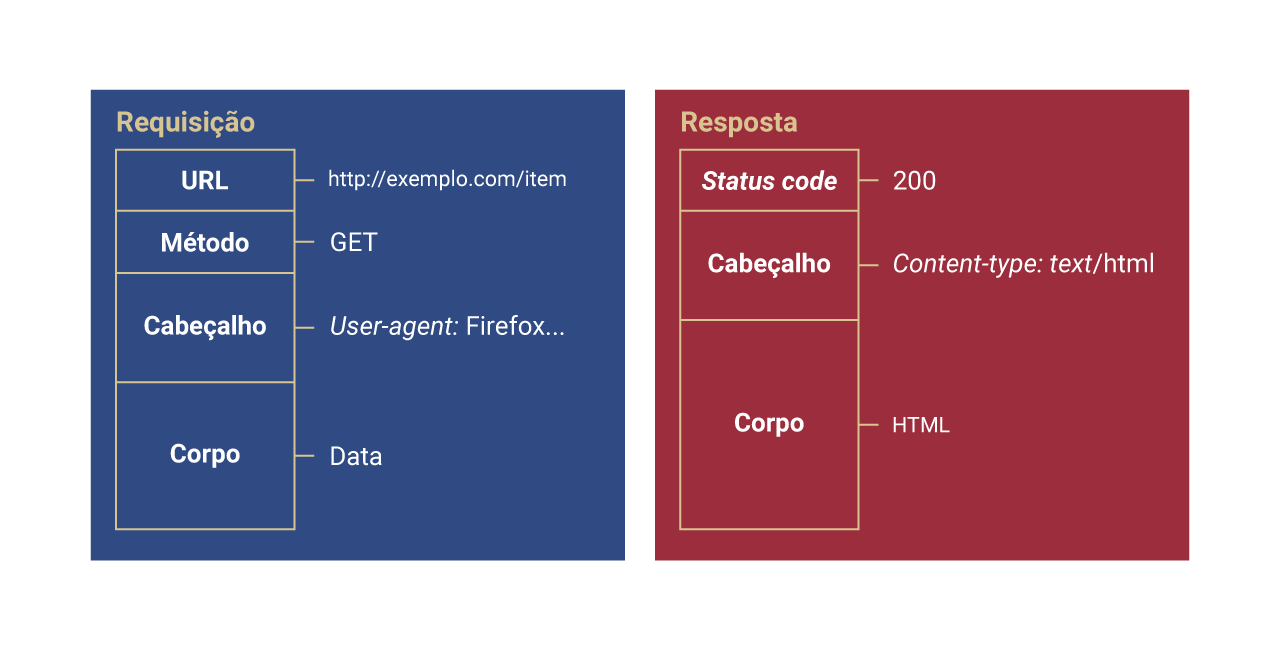 Requisição
URL
http://exemplo.com/item
Método
GET
Cabeçalho
User-agent: Firefox...
Corpo
Data
Resposta
Status code
200
Cabeçalho
Content-type: text/html
Corpo
HTML